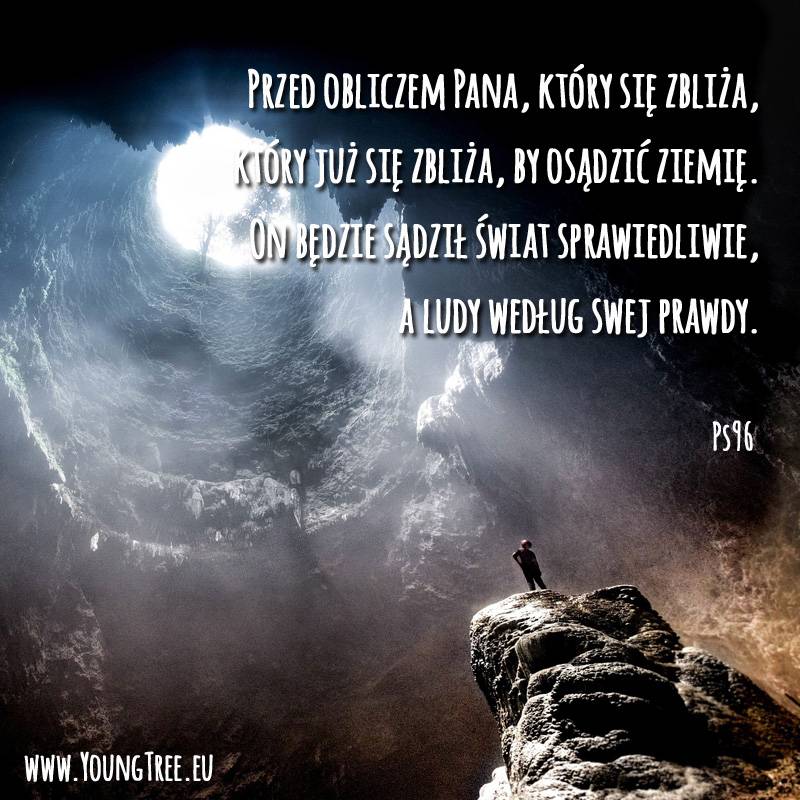 Przed obliczem Pana, który się zbliża,
który już się zbliża, by osądzić ziemię.
On będzie sądził świat sprawiedliwie,
a ludy według swej prawdy.
Ps96
www.YoungTree.eu